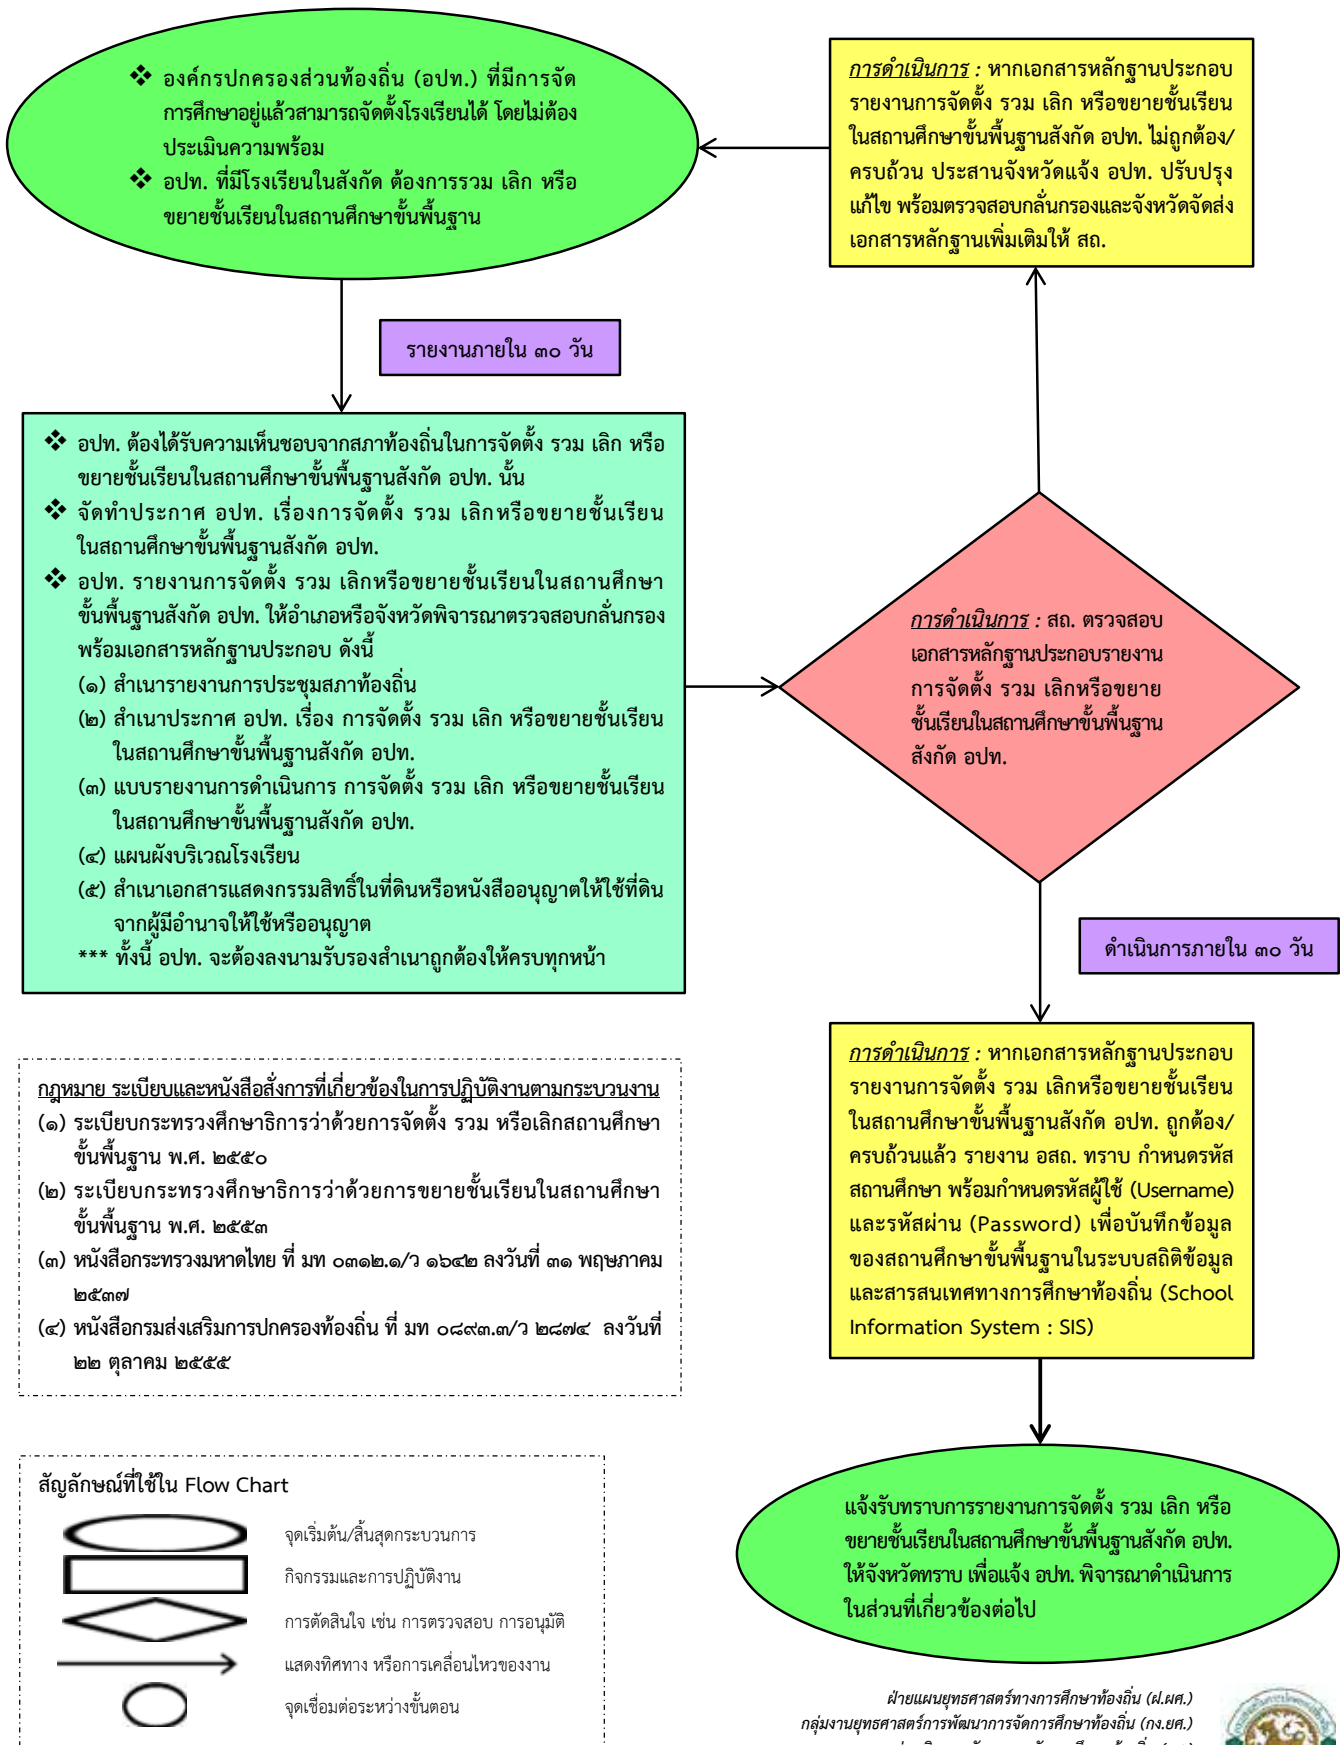 ❖ องค์กรปกครองส่วนท้องถิ่น (อปท.) ที่มีการจัด
การศึกษาอยู่แล้วสามารถจัดตั้งโรงเรียนได้ โดยไม่ต้อง
ประเมินความพร้อม
❖ อปท. ที่มีโรงเรียนในสังกัด ต้องการรวม เลิก หรือ
ขยายชั้นเรียนในสถานศึกษาขั้นพื้นฐาน
การดำเนินการ : หากเอกสารหลักฐานประกอบ
รายงานการจัดตั้ง รวม เลิก หรือขยายชั้นเรียน
ในสถานศึกษาขั้นพื้นฐานสังกัด อปท. ไม่ถูกต้อง/
ครบถ้วน ประสานจังหวัดแจ้ง อปท. ปรับปรุง
แก้ไข พร้อมตรวจสอบกลั่นกรองและจังหวัดจัดส่ง
เอกสารหลักฐานเพิ่มเติมให้ สถ.
รายงานภายใน ๓๐ วัน
❖ อปท. ต้องได้รับความเห็นชอบจากสภาท้องถิ่นในการจัดตั้ง รวม เลิก หรือ
ขยายชั้นเรียนในสถานศึกษาขั้นพื้นฐานสังกัด อปท. นั้น
❖ จัดทำประกาศ อปท. เรื่องการจัดตั้ง รวม เลิกหรือขยายชั้นเรียน
ในสถานศึกษาขั้นพื้นฐานสังกัด อปท.
❖ อปท. รายงานการจัดตั้ง รวม เลิกหรือขยายชั้นเรียนในสถานศึกษา
ขั้นพื้นฐานสังกัด อปท. ให้อำเภอหรือจังหวัดพิจารณาตรวจสอบกลั่นกรอง
พร้อมเอกสารหลักฐานประกอบ ดังนี้
(๑) สำเนารายงานการประชุมสภาท้องถิ่น
(๒) สำเนาประกาศ อปท. เรื่อง การจัดตั้ง รวม เลิก หรือขยายชั้นเรียน
ในสถานศึกษาขั้นพื้นฐานสังกัด อปท.
(๓) แบบรายงานการดำเนินการ การจัดตั้ง รวม เลิก หรือขยายชั้นเรียน
ในสถานศึกษาขั้นพื้นฐานสังกัด อปท.
(๔) แผนผังบริเวณโรงเรียน
(๕) สำเนาเอกสารแสดงกรรมสิทธิ์ในที่ดินหรือหนังสืออนุญาตให้ใช้ที่ดิน
จากผู้มีอำนาจให้ใช้หรืออนุญาต
*** ทั้งนี้ อปท. จะต้องลงนามรับรองสำเนาถูกต้องให้ครบทุกหน้า
การดำเนินการ : สถ. ตรวจสอบ
เอกสารหลักฐานประกอบรายงาน
การจัดตั้ง รวม เลิกหรือขยาย
ชั้นเรียนในสถานศึกษาขั้นพื้นฐาน
สังกัด อปท.
ดำเนินการภายใน ๓๐ วัน
การดำเนินการ : หากเอกสารหลักฐานประกอบ
รายงานการจัดตั้ง รวม เลิกหรือขยายชั้นเรียน
ในสถานศึกษาขั้นพื้นฐานสังกัด อปท. ถูกต้อง/
ครบถ้วนแล้ว รายงาน อสถ. ทราบ กำหนดรหัส
สถานศึกษา พร้อมกำหนดรหัสผู้ใช้ (Username)
และรหัสผ่าน (Password) เพื่อบันทึกข้อมูล
ของสถานศึกษาขั้นพื้นฐานในระบบสถิติข้อมูล
และสารสนเทศทางการศึกษาท้องถิ่น (School
Information System : SIS)
กฎหมาย ระเบียบและหนังสือสั่งการที่เกี่ยวข้องในการปฏิบัติงานตามกระบวนงาน
(๑) ระเบียบกระทรวงศึกษาธิการว่าด้วยการจัดตั้ง รวม หรือเลิกสถานศึกษา
ขั้นพื้นฐาน พ.ศ. ๒๕๕๐
(๒) ระเบียบกระทรวงศึกษาธิการว่าด้วยการขยายชั้นเรียนในสถานศึกษา
ขั้นพื้นฐาน พ.ศ. ๒๕๕๓
(๓) หนังสือกระทรวงมหาดไทย ที่ มท ๐๓๑๒.๑/ว ๑๖๔๒ ลงวันที่ ๓๑ พฤษภาคม
๒๕๓๗
(๔) หนังสือกรมส่งเสริมการปกครองท้องถิ่น ที่ มท ๐๘๙๓.๓/ว ๒๘๗๔ ลงวันที่
๒๒ ตุลาคม ๒๕๕๕
สัญลักษณ์ที่ใช้ใน Flow Chart
จุดเริ่มต้น/สิ้นสุดกระบวนการ
กิจกรรมและการปฏิบัติงาน
การตัดสินใจ เช่น การตรวจสอบ การอนุมัติ
แสดงทิศทาง หรือการเคลื่อนไหวของงาน
จุดเชื่อมต่อระหว่างขั้นตอน
แจ้งรับทราบการรายงานการจัดตั้ง รวม เลิก หรือ
ขยายชั้นเรียนในสถานศึกษาขั้นพื้นฐานสังกัด อปท.
ให้จังหวัดทราบ เพื่อแจ้ง อปท. พิจารณาดำเนินการ
ในส่วนที่เกี่ยวข้องต่อไป
ฝ่ายแผนยุทธศาสตร์ทางการศึกษาท้องถิ่น (ฝ.ผศ.)
กลุ่มงานยุทธศาสตร์การพัฒนาการจัดการศึกษาท้องถิ่น (กง.ยศ.)